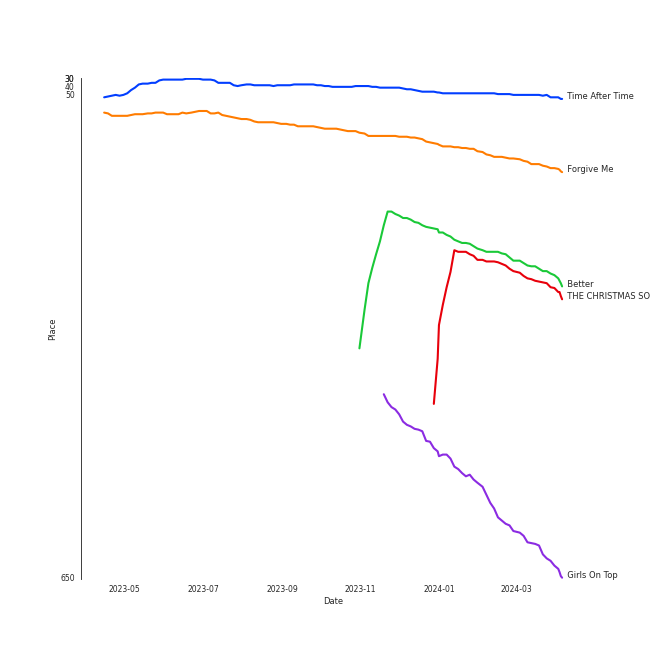 30
40
50
650
Place
2023-05
2023-07
2023-09
2023-11
2024-01
2024-03
Date
Time After Time
Forgive Me
Better
THE CHRISTMAS SO
Girls On Top